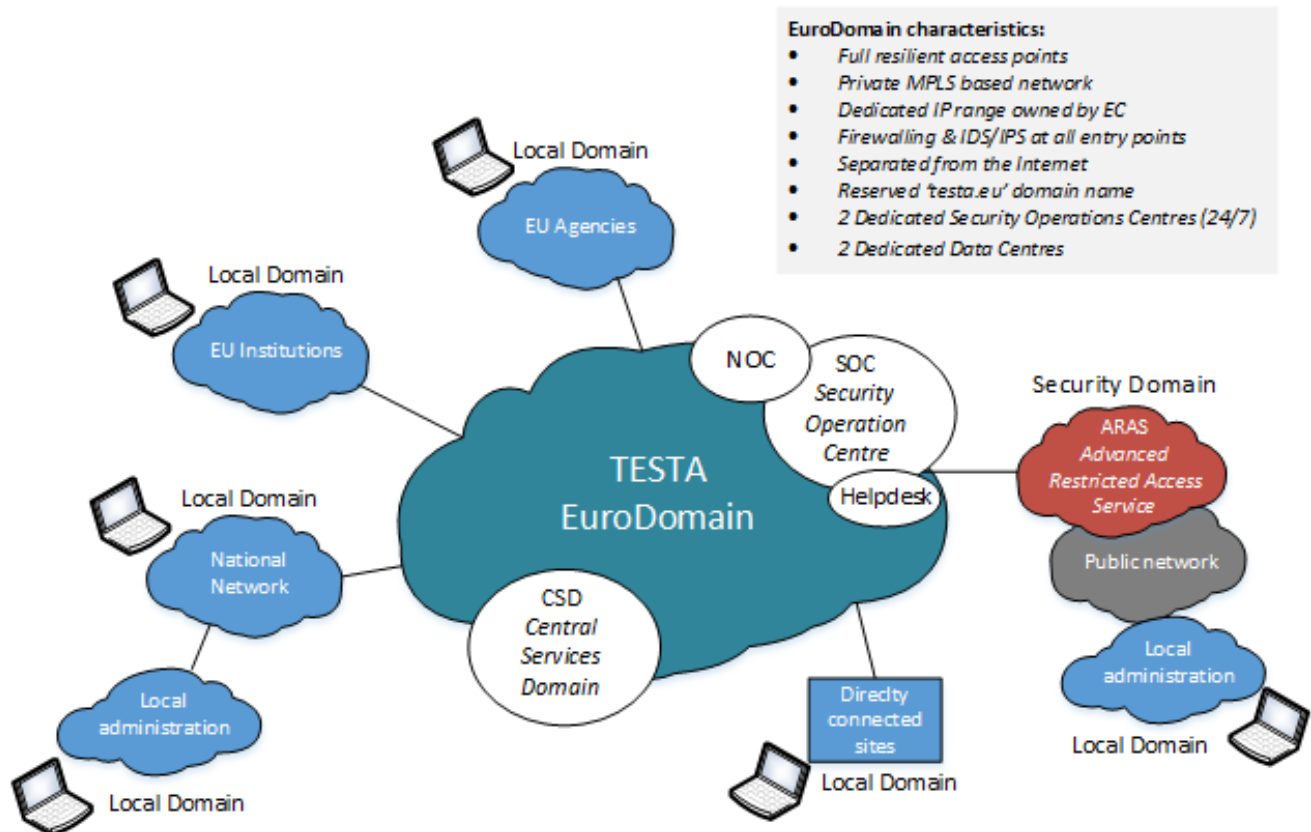 EuroDomain characteristics:
• Full resilient access points
• Private MPLS based network
• Dedicated IP range owned by EC
• Firewalling & IDS/IPS at all entry points
• Separated from the Internet
• Reserved 'testa.eu' domain name
• 2 Dedicated Security Operations Centres (24/7)
• 2 Dedicated Data Centres
Local Domain
EU Agencies
Local Domain
EU Institutions
NOC
SOC
Security
Operation
Centre
Helpdesk
Security Domain
ARAS
Advanced
Restricted Access
Service
Public network
Local
administration
Local Domain
TESTA
EuroDomain
Local Domain
National
Network
CSD
Central
Services
Domain
Local
administration
Local Domain
Direclty
connected
sites
Local Domain